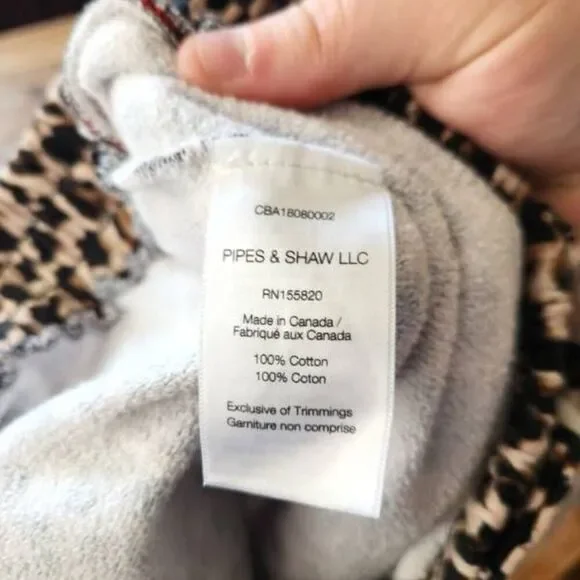 CBA18080002
PIPES & SHAW LLC
RN155820
Made in Canada /
Fabriqué aux Canada
100% Cotton
100% Coton
Exclusive of Trimmings
Garniture non comprise